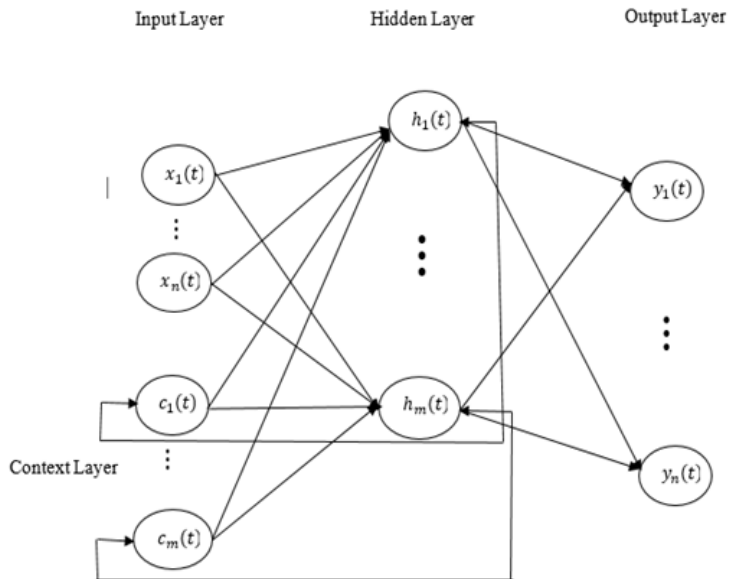 Input Layer
Hidden Layer
Output Layer
h₁(t)
x₁(t)
y₁(t)
xₙ(t)
c₁(t)
hₘ(t)
Context Layer
yₙ(t)
cₘ(t)